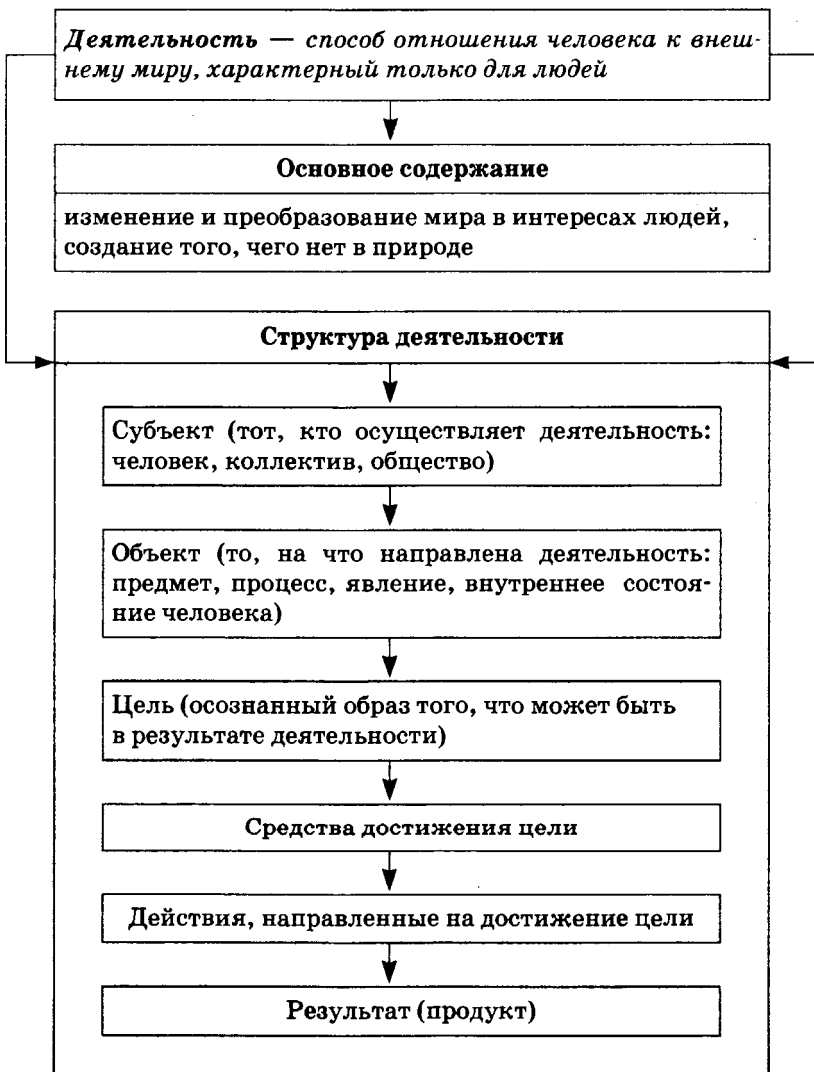 Деятельность — способ отношения человека к внеш-
нему миру, характерный только для людей
Основное содержание
изменение и преобразование мира в интересах людей,
создание того, чего нет в природе
Структура деятельности
Субъект (тот, кто осуществляет деятельность:
человек, коллектив, общество)
Объект (то, на что направлена деятельность:
предмет, процесс, явление, внутреннее состоя-
ние человека)
Цель (осознанный образ того, что может быть
в результате деятельности)
Средства достижения цели
Действия, направленные на достижение цели
Результат (продукт)